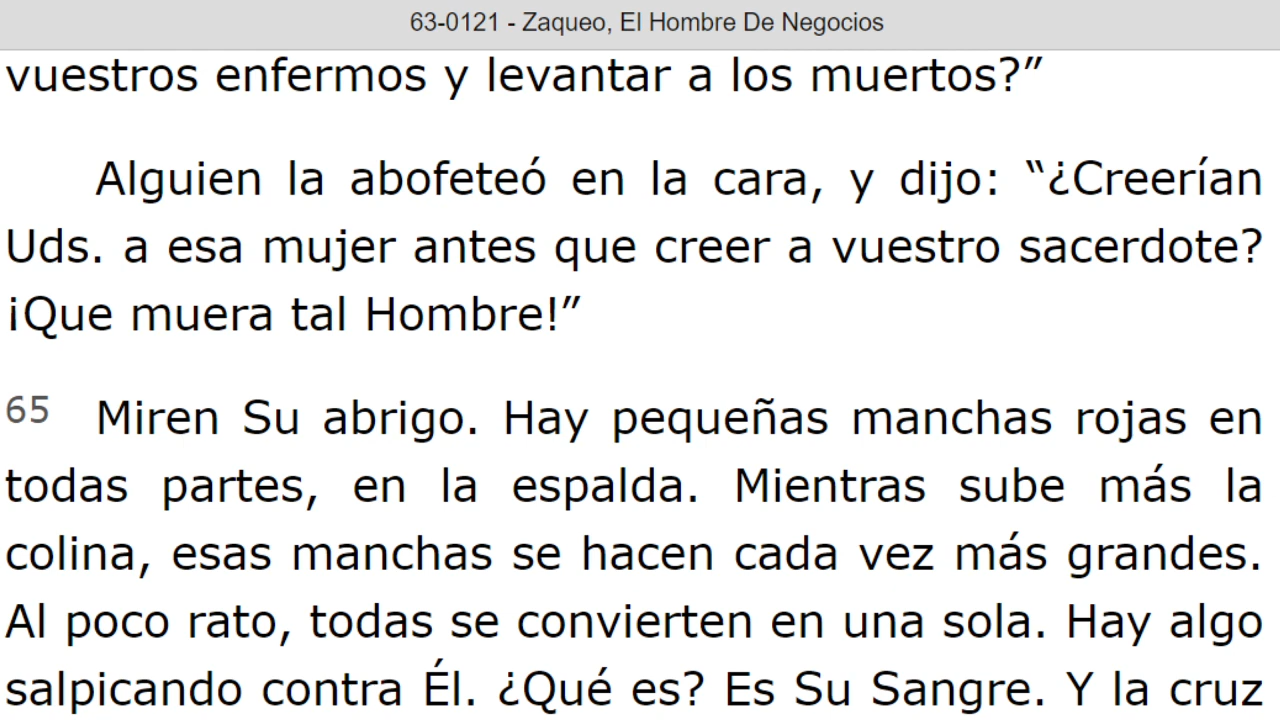 63-0121 - Zaqueo, El Hombre De Negocios
vuestros enfermos y levantar a los muertos?”
Alguien la abofeteó en la cara, y dijo: “¿Creerían
Uds. a esa mujer antes que creer a vuestro sacerdote?
¡Que muera tal Hombre!”
65 Miren Su abrigo. Hay pequeñas manchas rojas en
todas partes, en la espalda. Mientras sube más la
colina, esas manchas se hacen cada vez más grandes.
Al poco rato, todas se convierten en una sola. Hay algo
salpicando contra Él. ¿Qué es? Es Su Sangre. Y la cruz